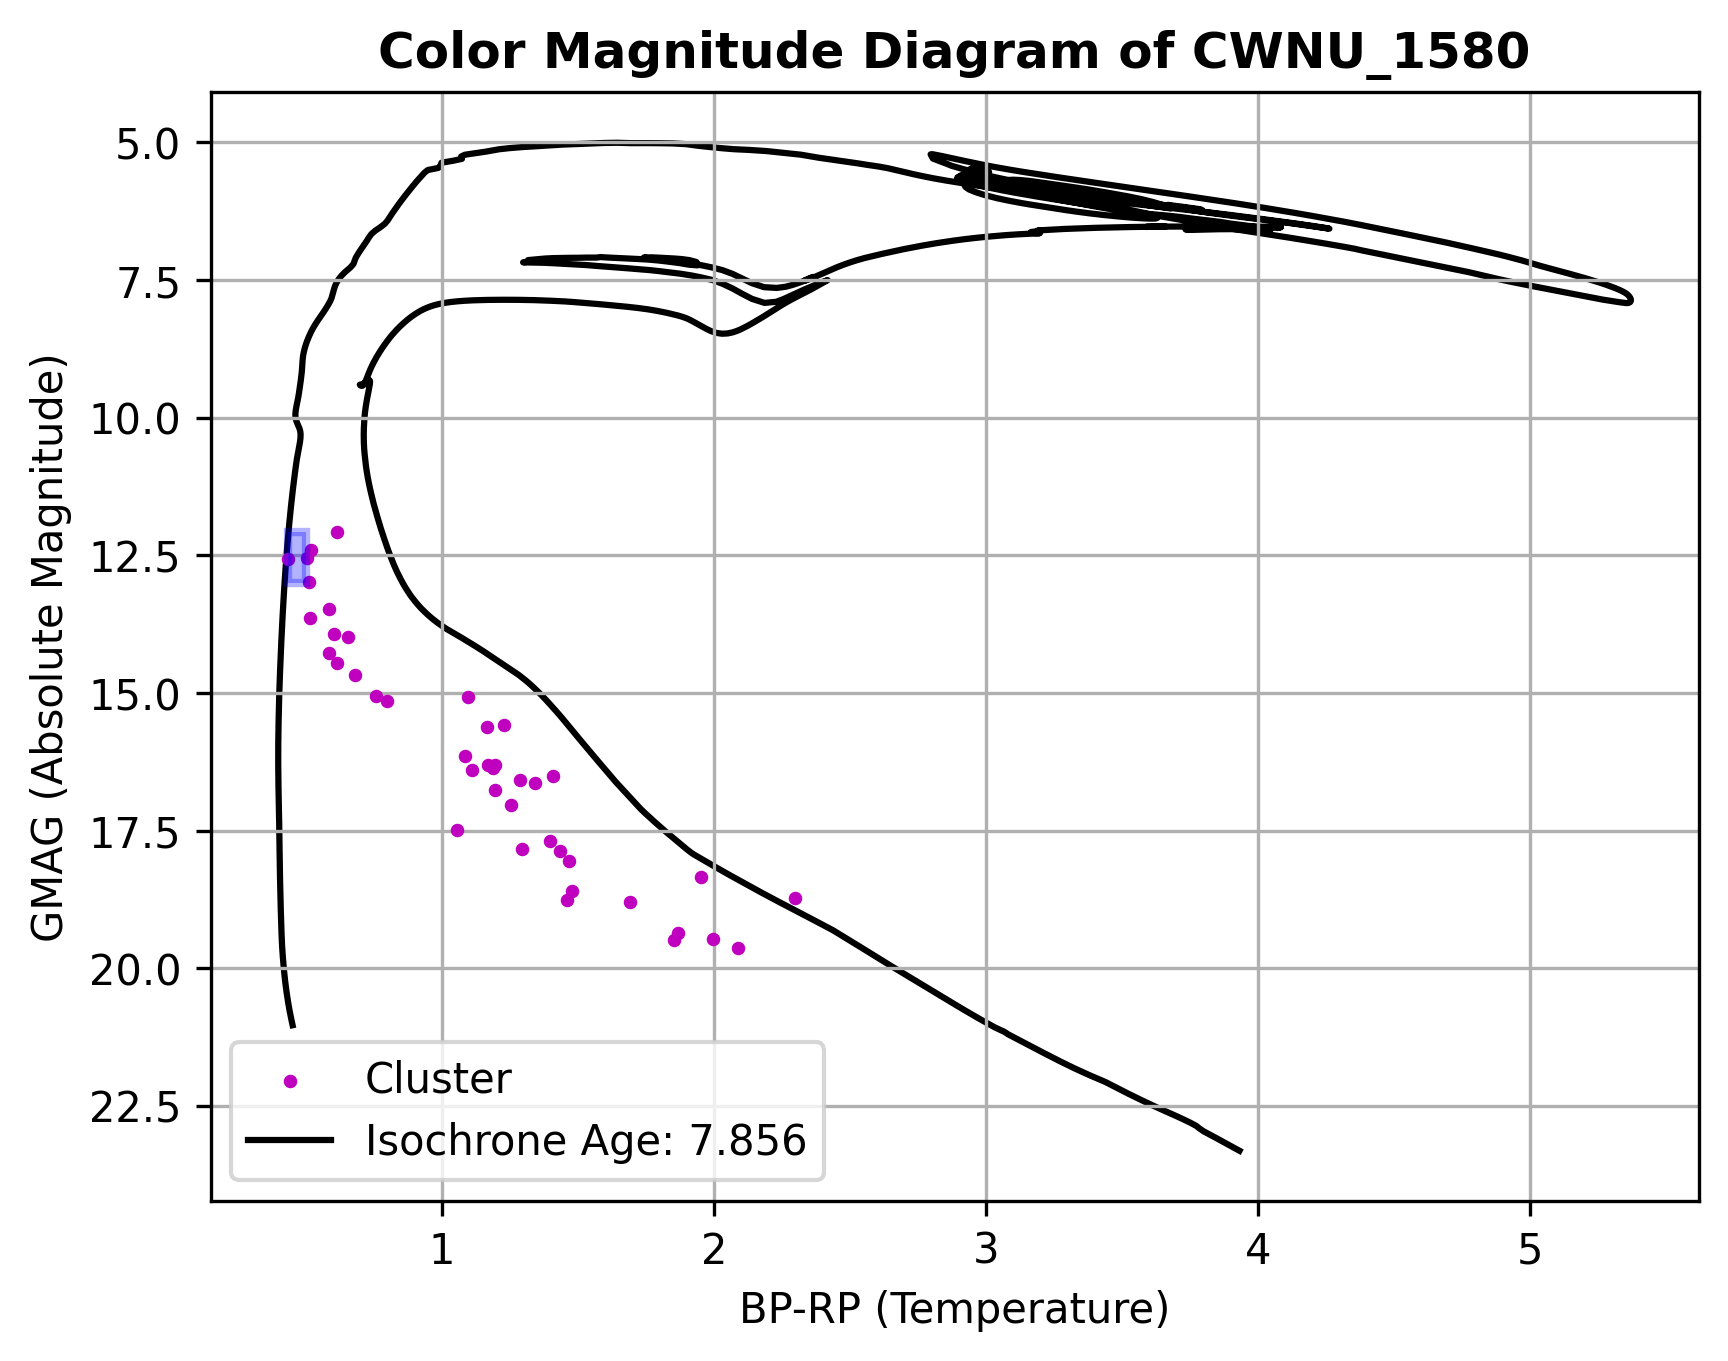 Color Magnitude Diagram of CWNU_1580
GMAG (Absolute Magnitude)
5.0
7.5
10.0
12.5
15.0
17.5
20.0
22.5
Cluster
Isochrone Age: 7.856
1 2 3 4 5
BP-RP (Temperature)